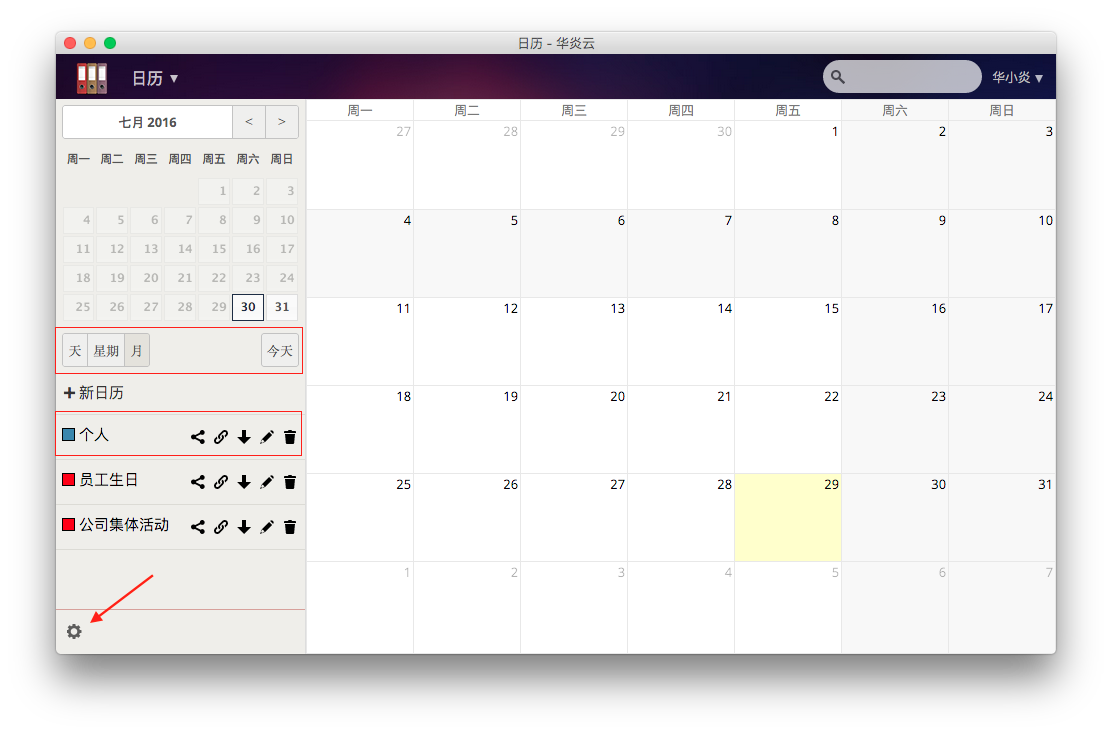 日历 - 华炎云
日历 ▼
华小炎 ▼
七月 2016 < >
周一 周二 周三 周四 周五 周六 周日
1 2 3
4 5 6 7 8 9 10
11 12 13 14 15 16 17
18 19 20 21 22 23 24
25 26 27 28 29 30 31
天 星期 月 今天
新日历
个人
员工生日
公司集体活动
周一 周二 周三 周四 周五 周六 周日
27 28 29 30 1 2 3
4 5 6 7 8 9 10
11 12 13 14 15 16 17
18 19 20 21 22 23 24
25 26 27 28 29 30 31
1 2 3 4 5 6 7